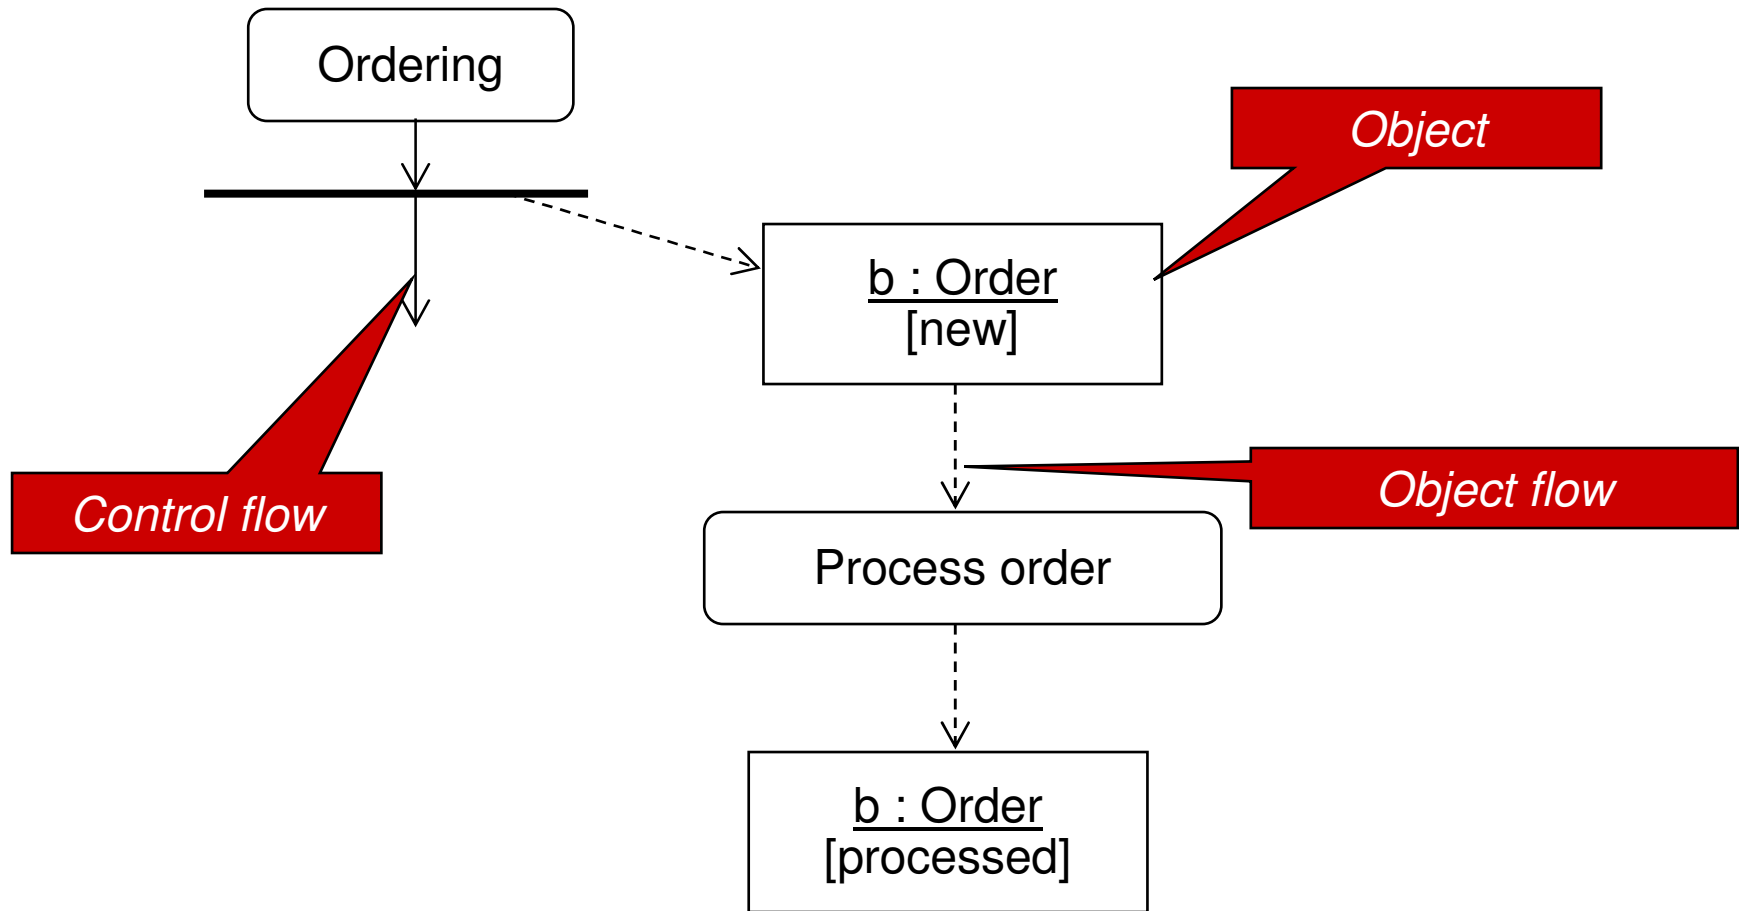 Ordering
Object
b : Order
[new]
Control flow
Object flow
Process order
b : Order
[processed]